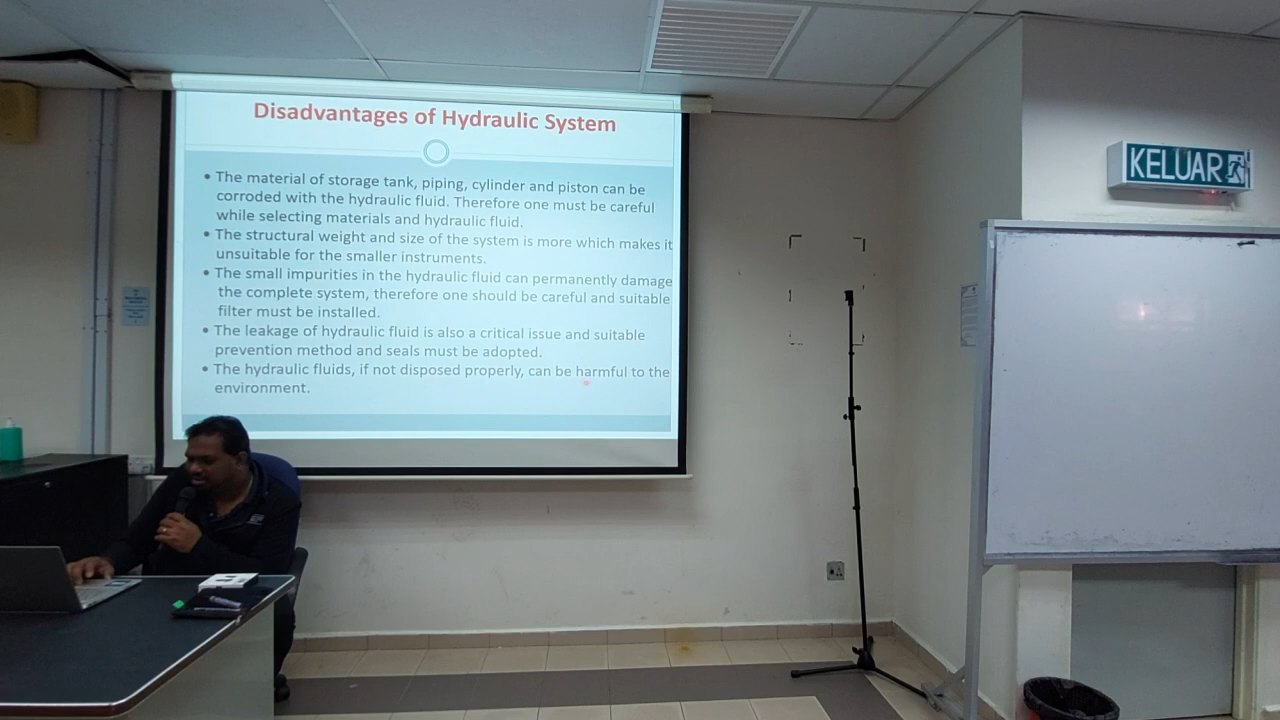 Disadvantages of Hydraulic System
• The material of storage tank, piping, cylinder and piston can be
corroded with the hydraulic fluid. Therefore one must be careful
while selecting materials and hydraulic fluid.
• The structural weight and size of the system is more which makes it
unsuitable for the smaller instruments.
• The small impurities in the hydraulic fluid can permanently damage
the complete system, therefore one should be careful and suitable
filter must be installed.
• The leakage of hydraulic fluid is also a critical issue and suitable
prevention method and seals must be adopted.
• The hydraulic fluids, if not disposed properly, can be harmful to the
environment.
KELUAR